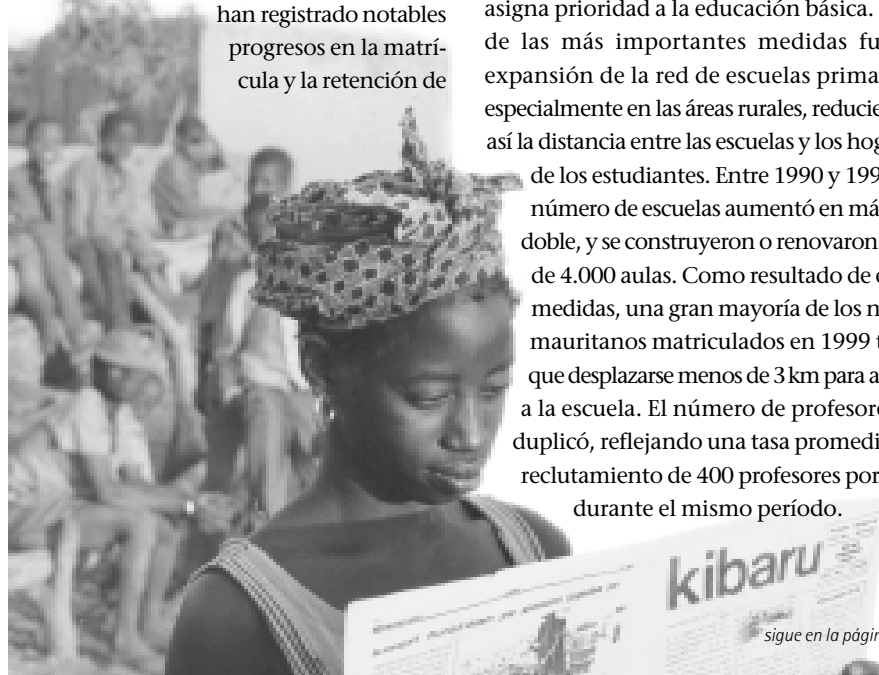 han registrado notables
progresos en la matrí-
cula y la retención de
asigna prioridad a la educación básica.
de las más importantes medidas fu
expansión de la red de escuelas prima
especialmente en las áreas rurales, reducie
así la distancia entre las escuelas y los hog
de los estudiantes. Entre 1990 y 199
número de escuelas aumentó en má
doble, y se construyeron o renovaron
de 4.000 aulas. Como resultado de e
medidas, una gran mayoría de los n
mauritanos matriculados en 1999 t
que desplazarse menos de 3 km para a
a la escuela. El número de profesore
duplicó, reflejando una tasa promedi
reclutamiento de 400 profesores por
durante el mismo período.
kibaru
sigue en la págin